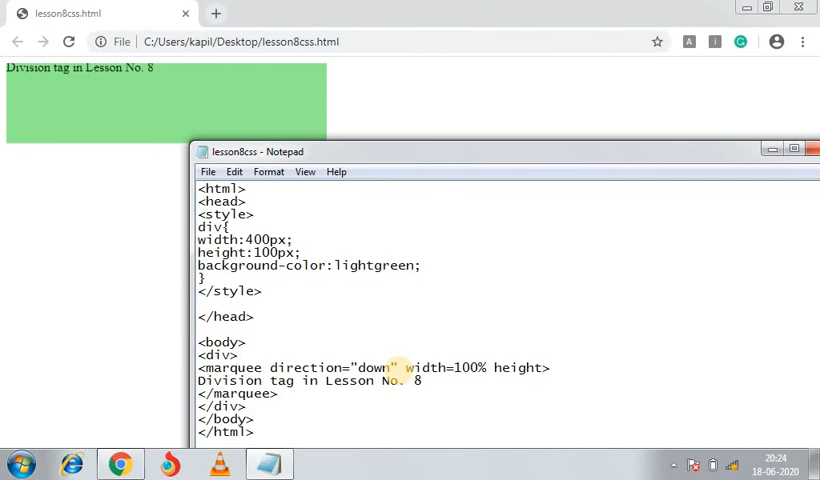 lesson8css.html
File C:/Users/kapil/Desktop/lesson8css.html
Division tag in Lesson No. 8
lesson8css - Notepad
File Edit Format View Help
<html>
<head>
<style>
div{
width:400px;
height:100px;
background-color:lightgreen;
}
</style>
</head>
<body>
<div>
<marquee direction="down" width=100% height>
Division tag in Lesson No. 8
</marquee>
</div>
</body>
</html>
20:24
18-06-2020